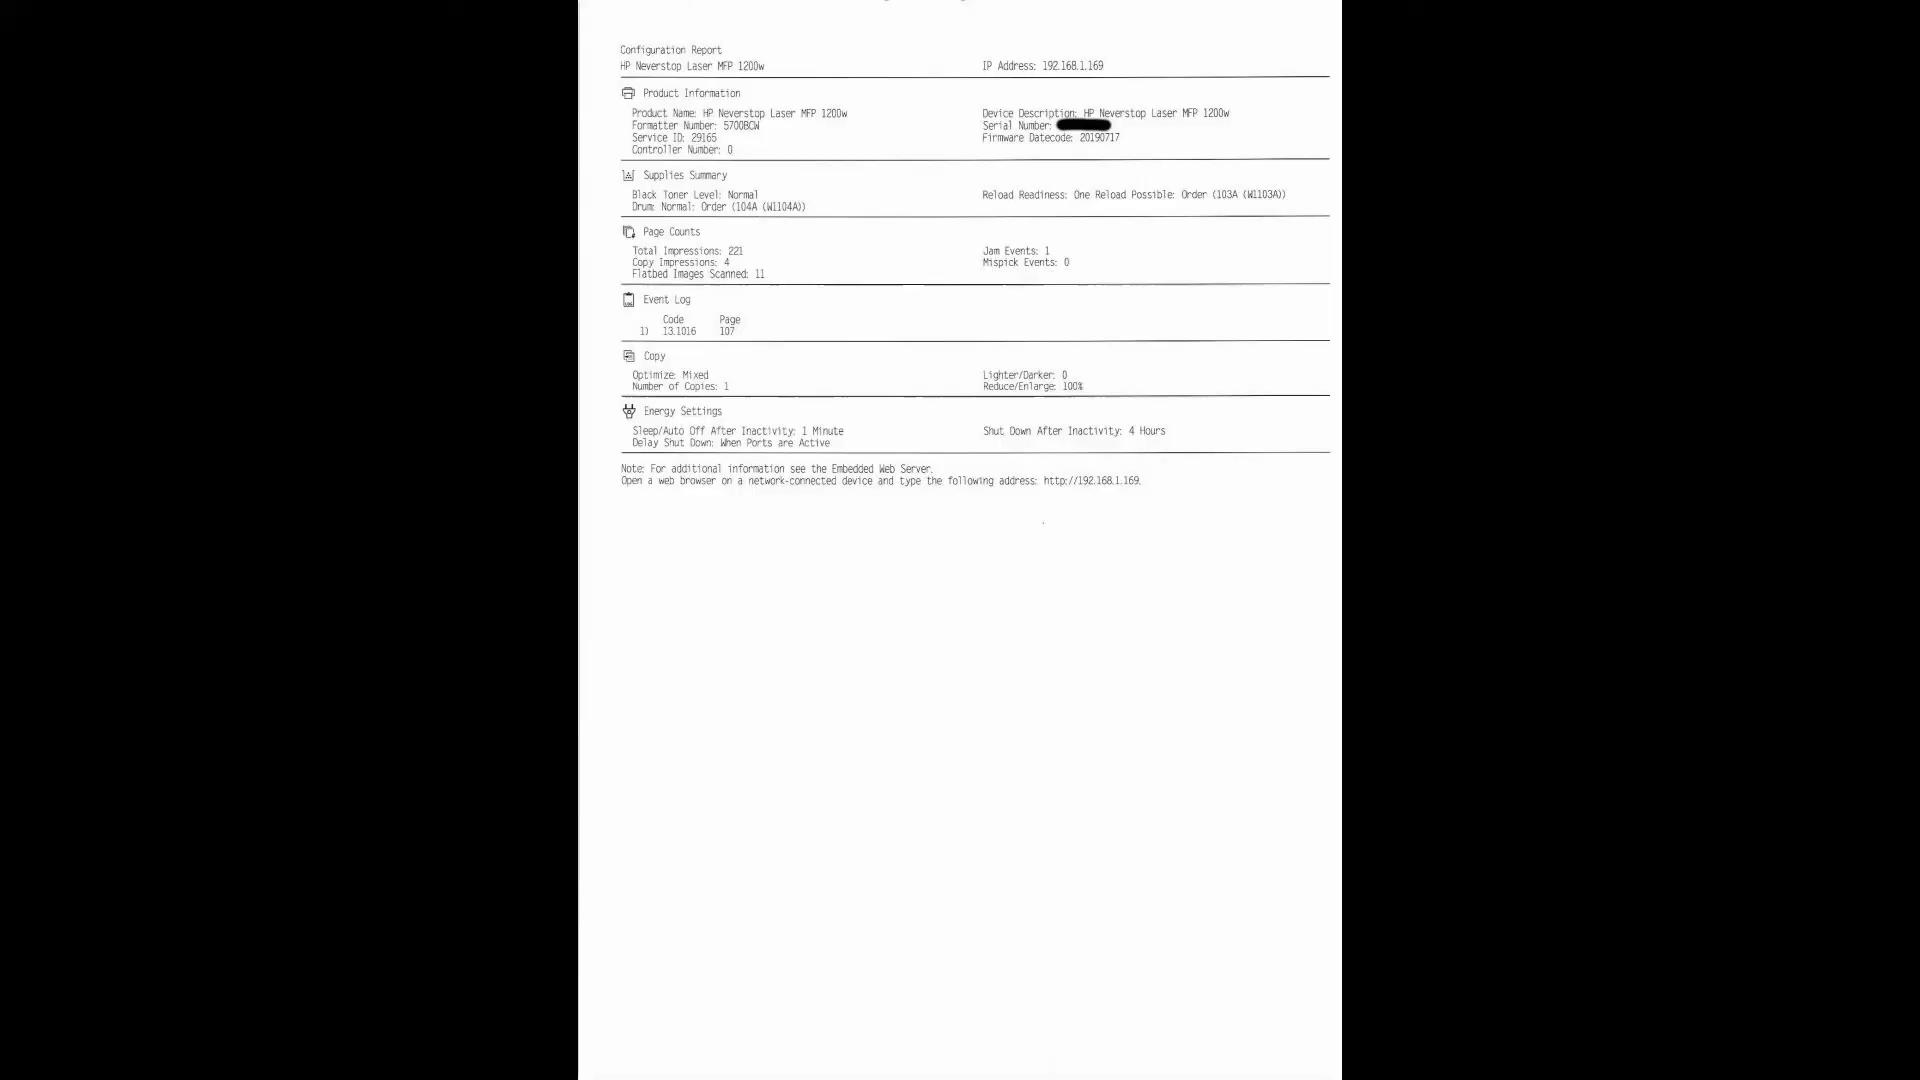 Configuration Report
HP Neverstop Laser MFP 1200w IP Address: 192.168.1.169
Product Information
Product Name: HP Neverstop Laser MFP 1200w Device Description: HP Neverstop Laser MFP 1200w
Formatter Number: 5700BCW Serial Number:
Service ID: 29165 Firmware Datecode: 20190717
Controller Number: 0
Supplies Summary
Black Toner Level: Normal Reload Readiness: One Reload Possible: Order (103A (W1103A))
Drum: Normal: Order (104A (W1104A))
Page Counts
Total Impressions: 221 Jam Events: 1
Copy Impressions: 4 Mispick Events: 0
Flatbed Images Scanned: 11
Event Log
Code Page
1) 13.1016 107
Copy
Optimize: Mixed Lighter/Darker: 0
Number of Copies: 1 Reduce/Enlarge: 100%
Energy Settings
Sleep/Auto Off After Inactivity: 1 Minute Shut Down After Inactivity: 4 Hours
Delay Shut Down: When Ports are Active
Note: For additional information see the Embedded Web Server.
Open a web browser on a network-connected device and type the following address: http://192.168.1.169.